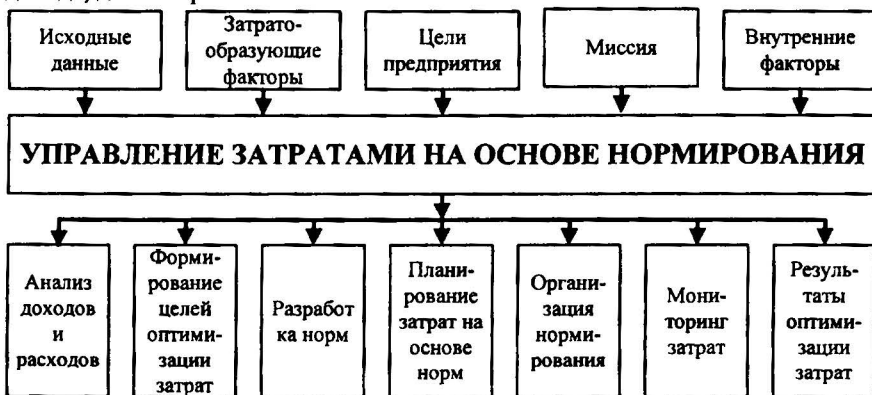 Исходные
данные
Затрато-
образующие
факторы
Цели
предприятия
Миссия
Внутренние
факторы
УПРАВЛЕНИЕ ЗАТРАТАМИ НА ОСНОВЕ НОРМИРОВАНИЯ
Анализ
доходов
и
расходов
Форми-
рование
целей
оптими-
зации
затрат
Разработ
ка норм
Плани-
рование
затрат на
основе
норм
Органи-
зация
норми-
рования
Мони-
торинг
затрат
Резуль-
таты
оптими-
зации
затрат